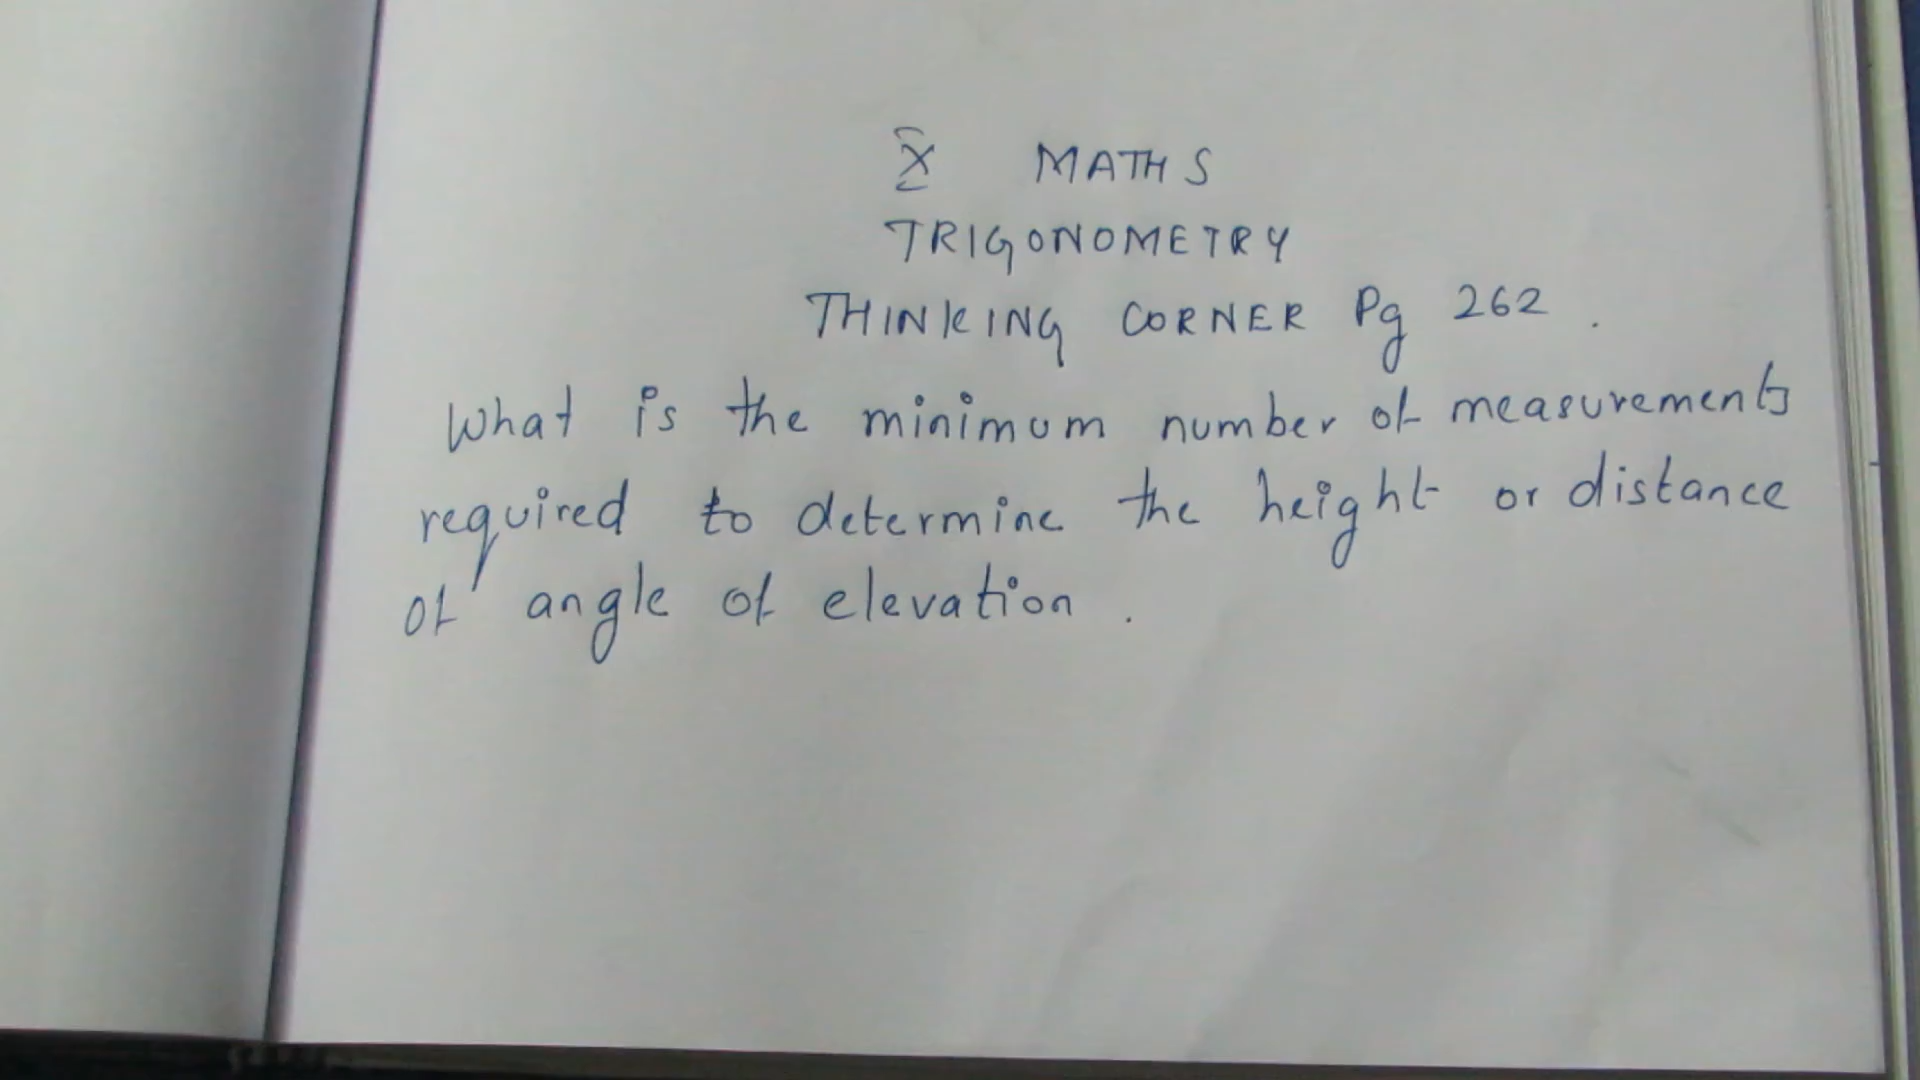 X MATHS
TRIGONOMETRY
THINKING CORNER Pg 262.
What is the minimum number of measurements
required to determine the height or distance
of angle of elevation.